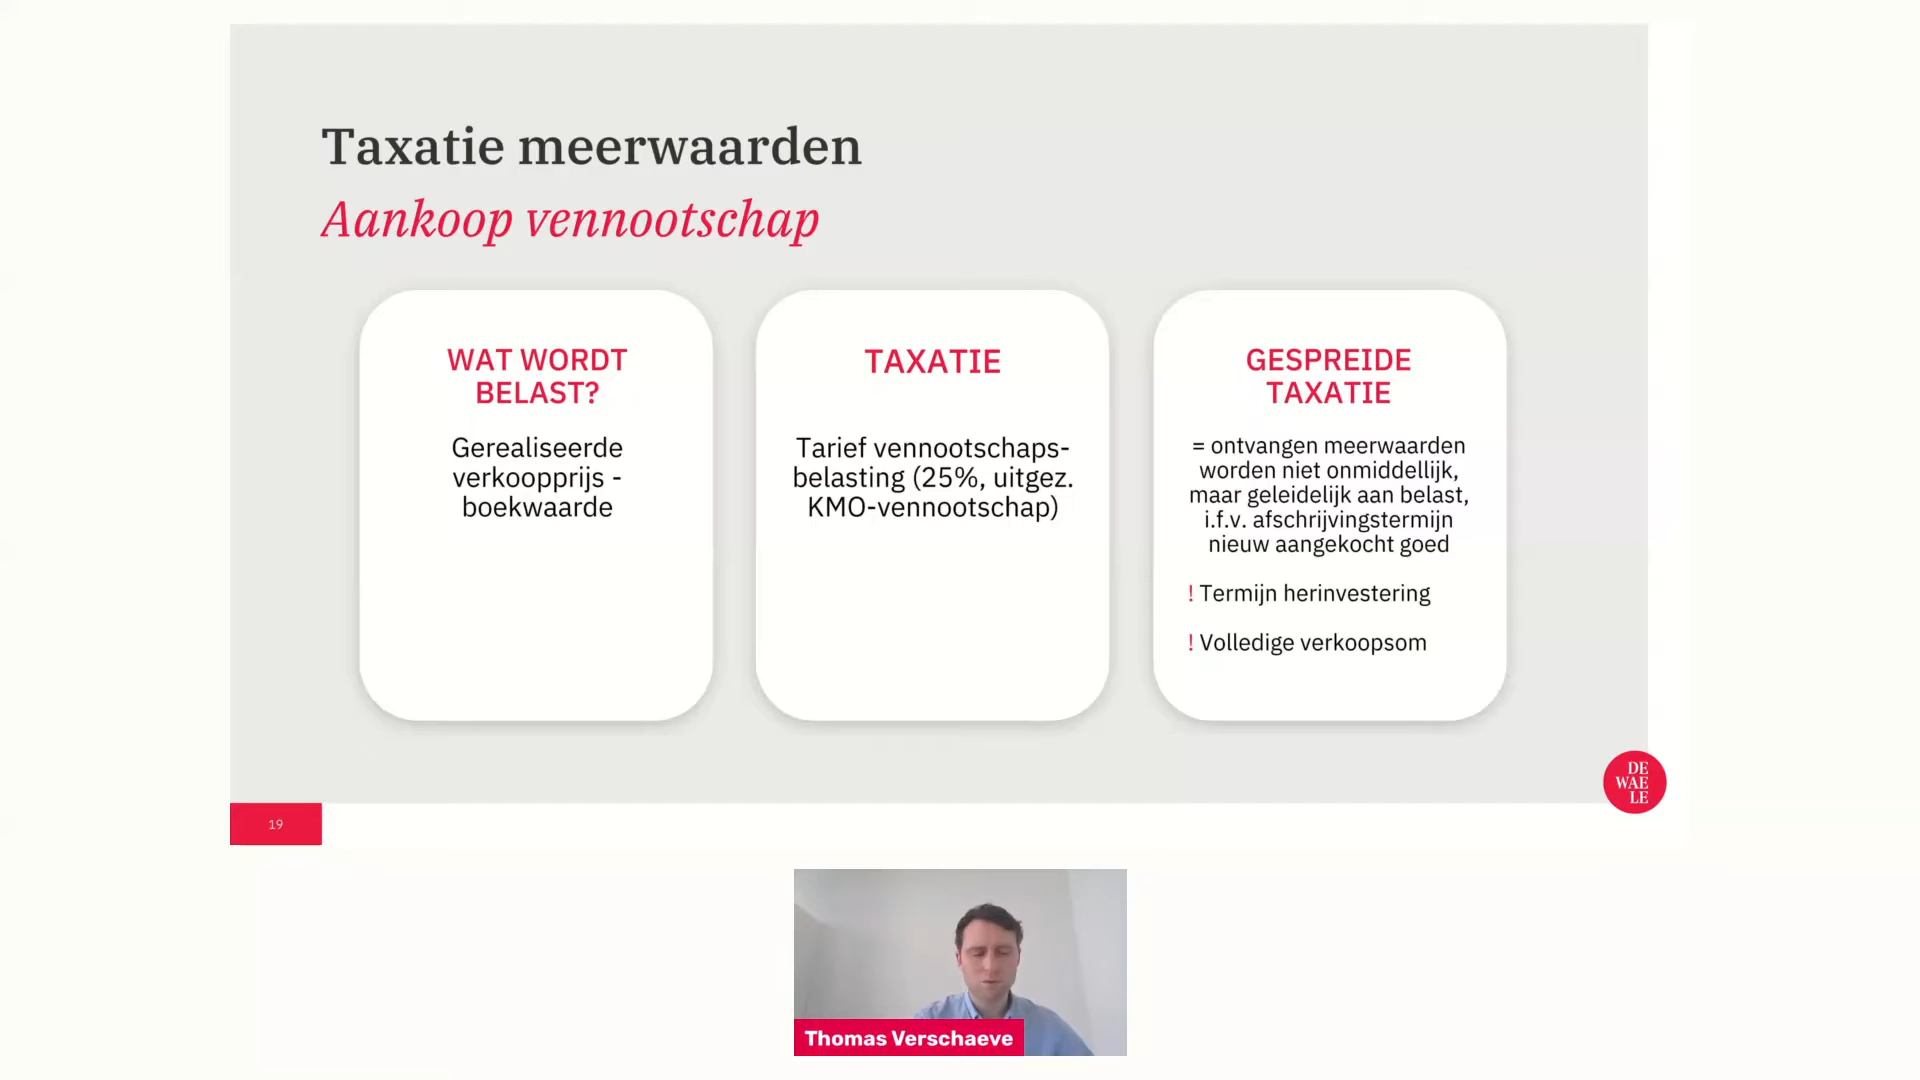 Taxatie meerwaarden
Aankoop vennootschap
WAT WORDT
BELAST?
Gerealiseerde
verkoopprijs -
boekwaarde
TAXATIE
Tarief vennootschaps-
belasting (25%, uitgez.
KMO-vennootschap)
GESPREIDE
TAXATIE
= ontvangen meerwaarden
worden niet onmiddellijk,
maar geleidelijk aan belast,
i.f.v. afschrijvingstermijn
nieuw aangekocht goed
! Termijn herinvestering
! Volledige verkoopsom
DE
WAE
LE
19
Thomas Verschaeve